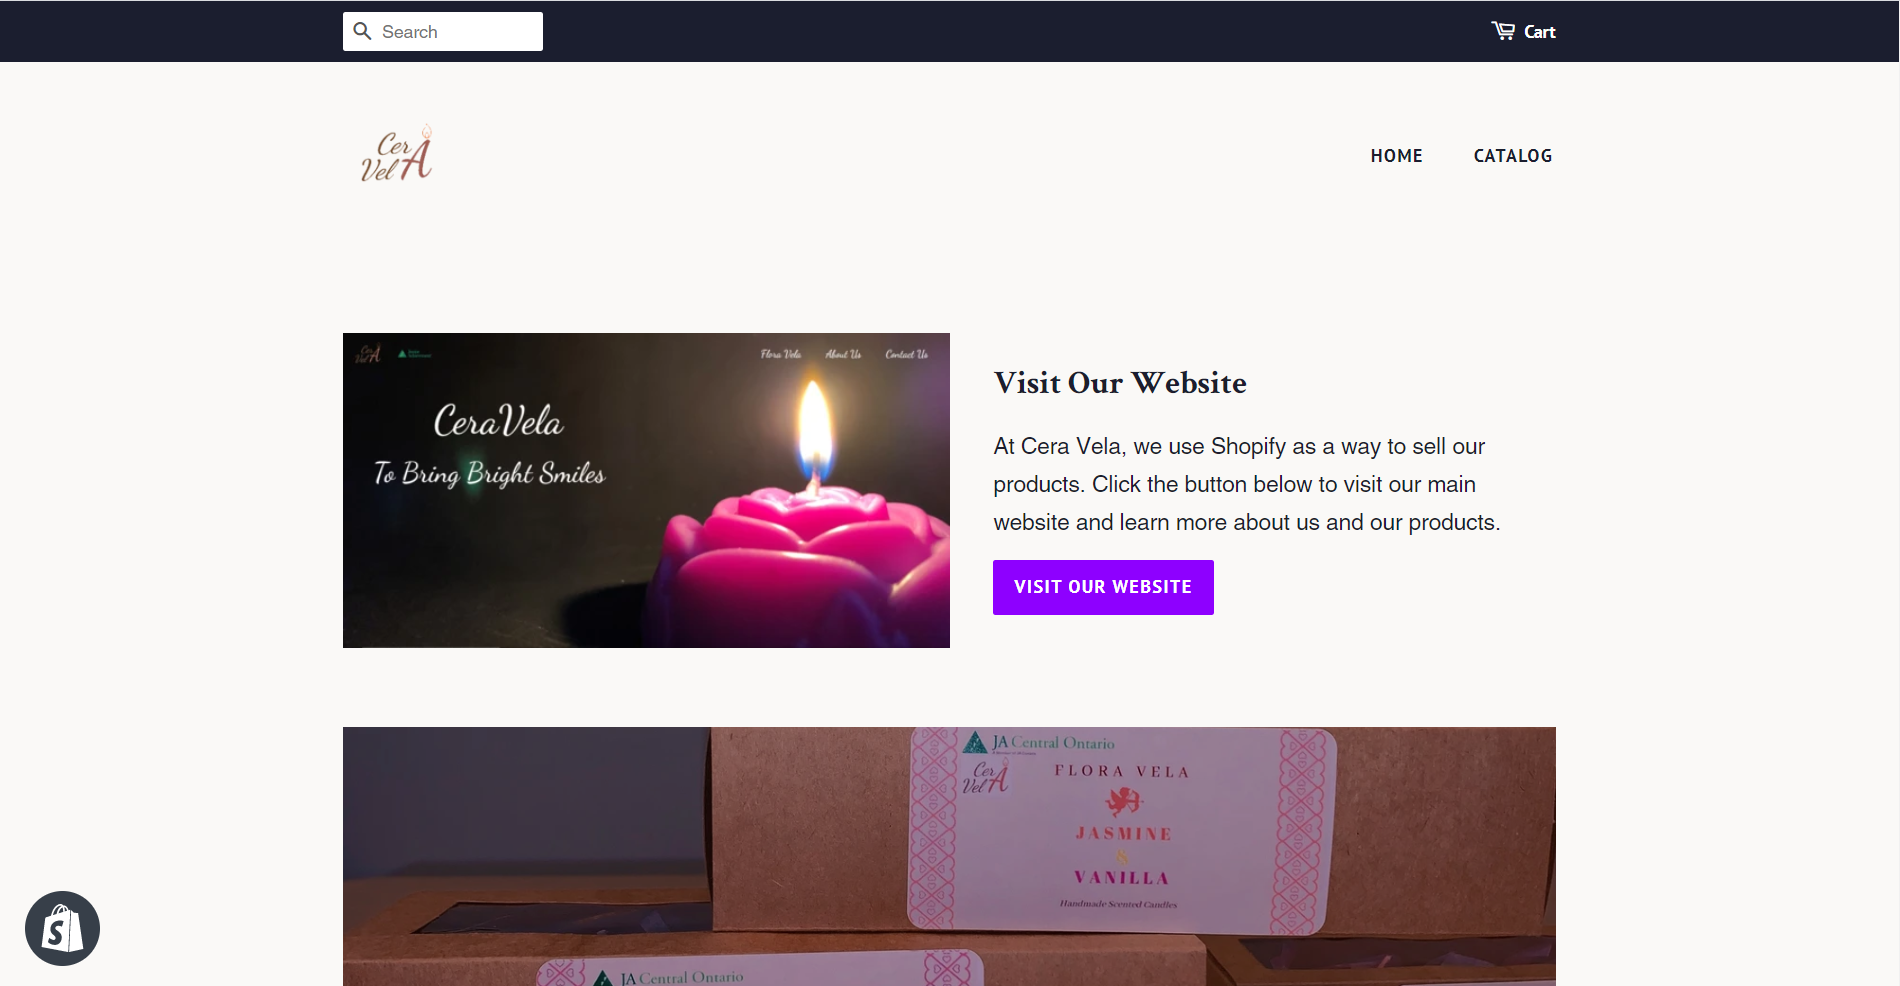 Search
Cart
Cer
Vel A
HOME
CATALOG
Cer
Vel A
Flora Vela
About Us
Contact Us
CeraVela
To Bring Bright Smiles
Visit Our Website
At Cera Vela, we use Shopify as a way to sell our
products. Click the button below to visit our main
website and learn more about us and our products.
VISIT OUR WEBSITE
JA Central Ontario
Cer
Vel A
FLORA VELA
JASMINE
&
VANILLA
Handmade Scented Candles
JA Central Ontario
S